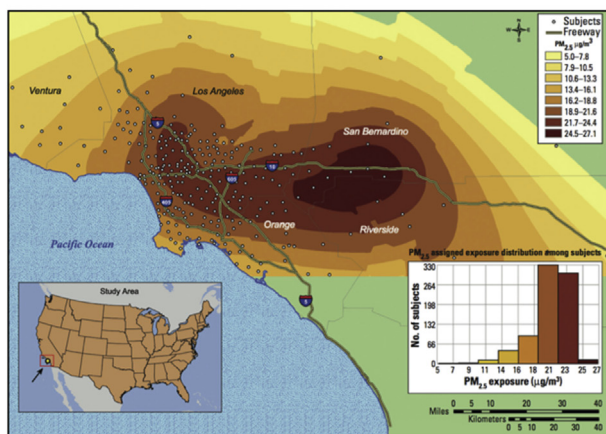 Subjects
Freeway
PM2.5 μg/m³
5.0–7.8
7.9–10.5
10.6–13.3
13.4–16.1
16.2–18.8
18.9–21.6
21.7–24.4
24.5–27.1
Ventura
Los Angeles
5
San Bernardino
10
605
405
Orange
Riverside
Pacific Ocean
5
Study Area
PM2.5 assigned exposure distribution among subjects
No. of subjects
330
264
198
132
66
0
5 7 9 11 14 16 18 21 23 25 27
PM2.5 exposure (μg/m³)
Miles
0 5 10 20 30 40
Kilometers
0 5 10 20 30 40